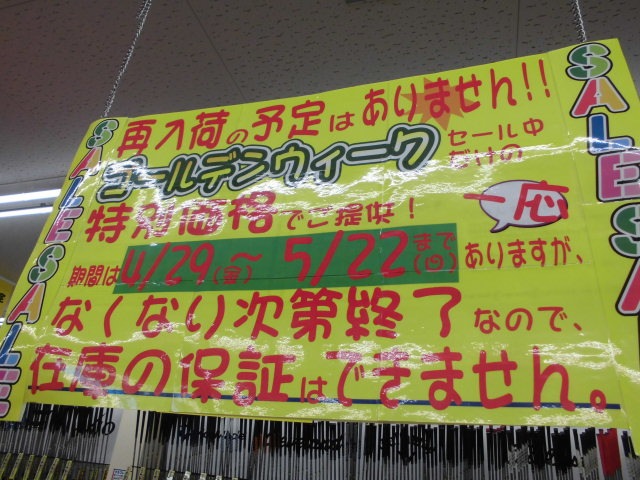 再入荷の予定はありません!!
ゴールデンウィークセール中だけの
特別価格でご提供!
一応
期間は4/29(金)～5/22(日)までありますが、
なくなり次第終了なので、
在庫の保証はできません。
SALE SALE
SALE SA